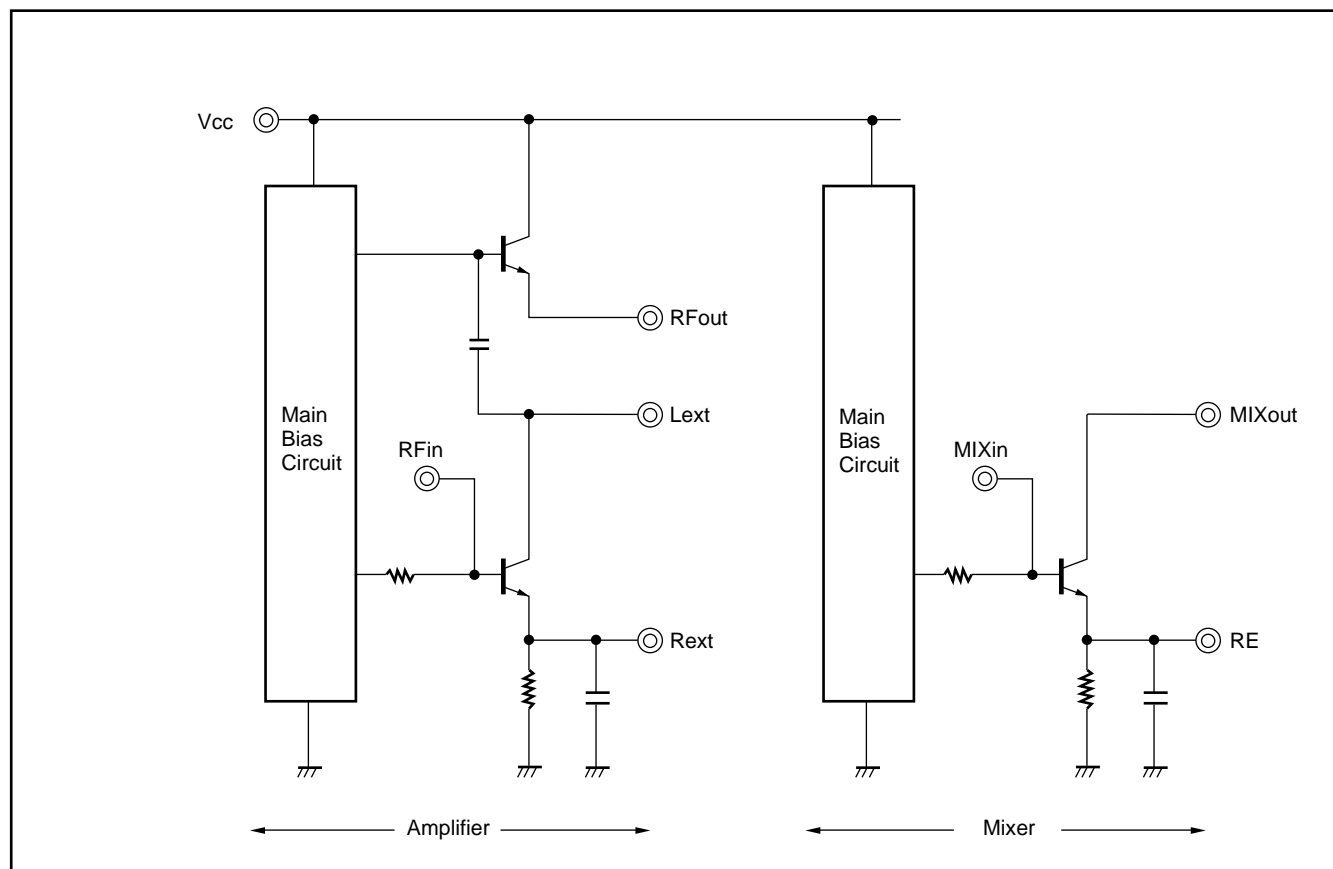 Vcc
RFout
Main
Bias
Circuit
Lext
RFin
Rext
Main
Bias
Circuit
MIXout
MIXin
RE
Amplifier
Mixer